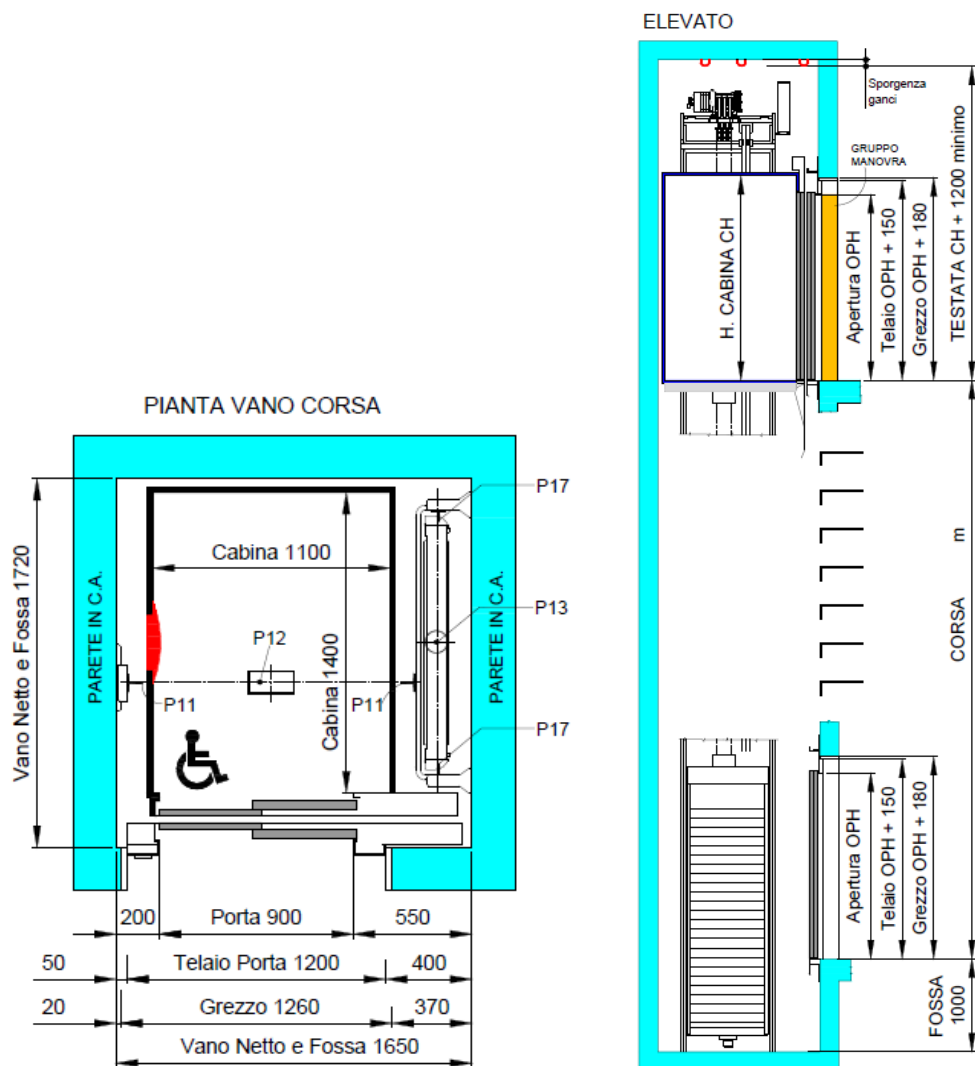 ELEVATO
Sporgenza
ganci
GRUPPO
MANOVRA
H. CABINA CH
Apertura OPH
Telaio OPH + 150
Grezzo OPH + 180
TESTATA CH + 1200 minimo
CORSA m
Apertura OPH
Telaio OPH + 150
Grezzo OPH + 180
FOSSA
1000
PIANTA VANO CORSA
Vano Netto e Fossa 1720
PARETE IN C.A.
Cabina 1100
Cabina 1400
P17
P13
P12
P11
P11
P17
PARETE IN C.A.
200 Porta 900 550
50 Telaio Porta 1200 400
20 Grezzo 1260 370
Vano Netto e Fossa 1650